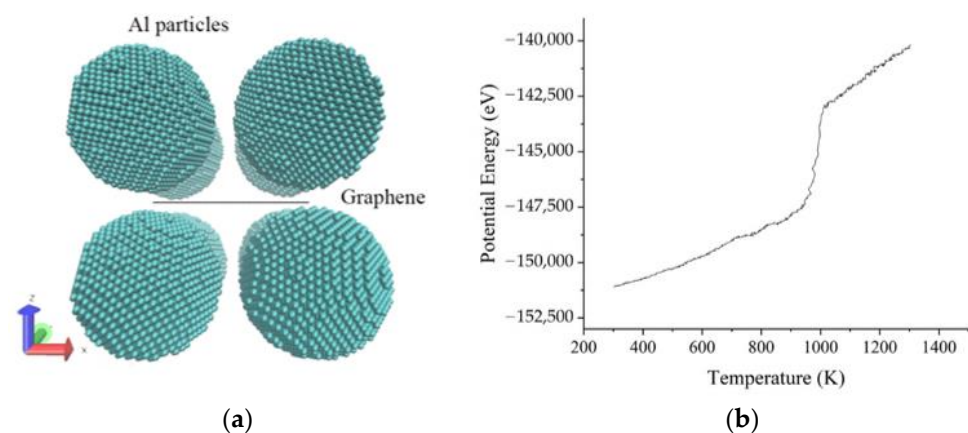 Al particles
Graphene
z
x
(a)
Potential Energy (eV)
−140,000
−142,500
−145,000
−147,500
−150,000
−152,500
200
400
600
800
1000
1200
1400
Temperature (K)
(b)